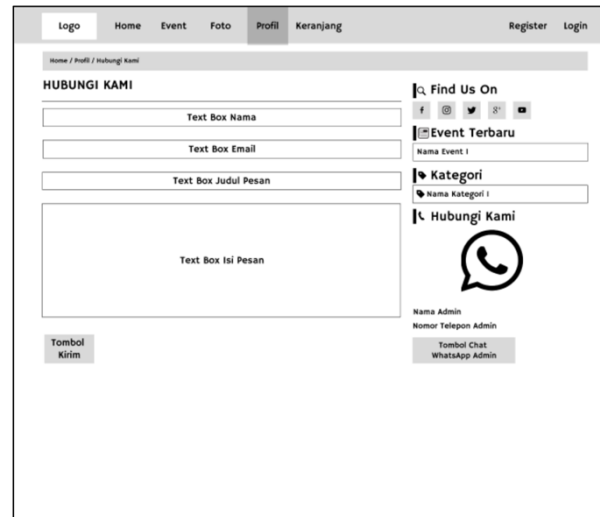 Logo Home Event Foto Profil Keranjang Register Login
Home / Profil / Hubungi Kami
HUBUNGI KAMI
Text Box Nama
Text Box Email
Text Box Judul Pesan
Text Box Isi Pesan
Tombol
Kirim
Find Us On
Event Terbaru
Nama Event 1
Kategori
Nama Kategori 1
Hubungi Kami
Nama Admin
Nomor Telepon Admin
Tombol Chat
WhatsApp Admin